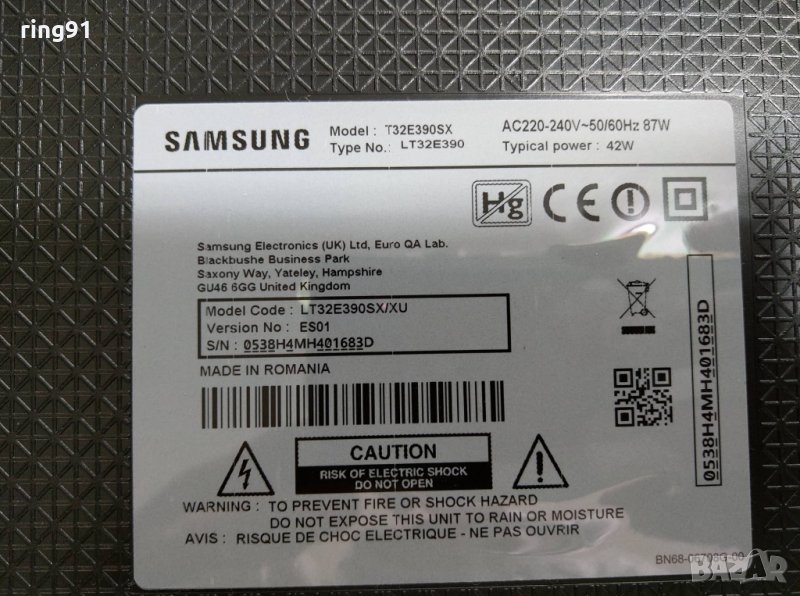 ring91
SAMSUNG
Model : T32E390SX
Type No.: LT32E390
AC220-240V~50/60Hz 87W
Typical power : 42W
Hg
CE
Samsung Electronics (UK) Ltd, Euro QA Lab.
Blackbushe Business Park
Saxony Way, Yateley, Hampshire
GU46 6GG United Kingdom
Model Code : LT32E390SX/XU
Version No : ES01
S/N : 0538H4MH401683D
MADE IN ROMANIA
0538H4MH401683D
CAUTION
RISK OF ELECTRIC SHOCK
DO NOT OPEN
WARNING : TO PREVENT FIRE OR SHOCK HAZARD
DO NOT EXPOSE THIS UNIT TO RAIN OR MOISTURE
AVIS : RISQUE DE CHOC ELECTRIQUE - NE PAS OUVRIR
BAZAR